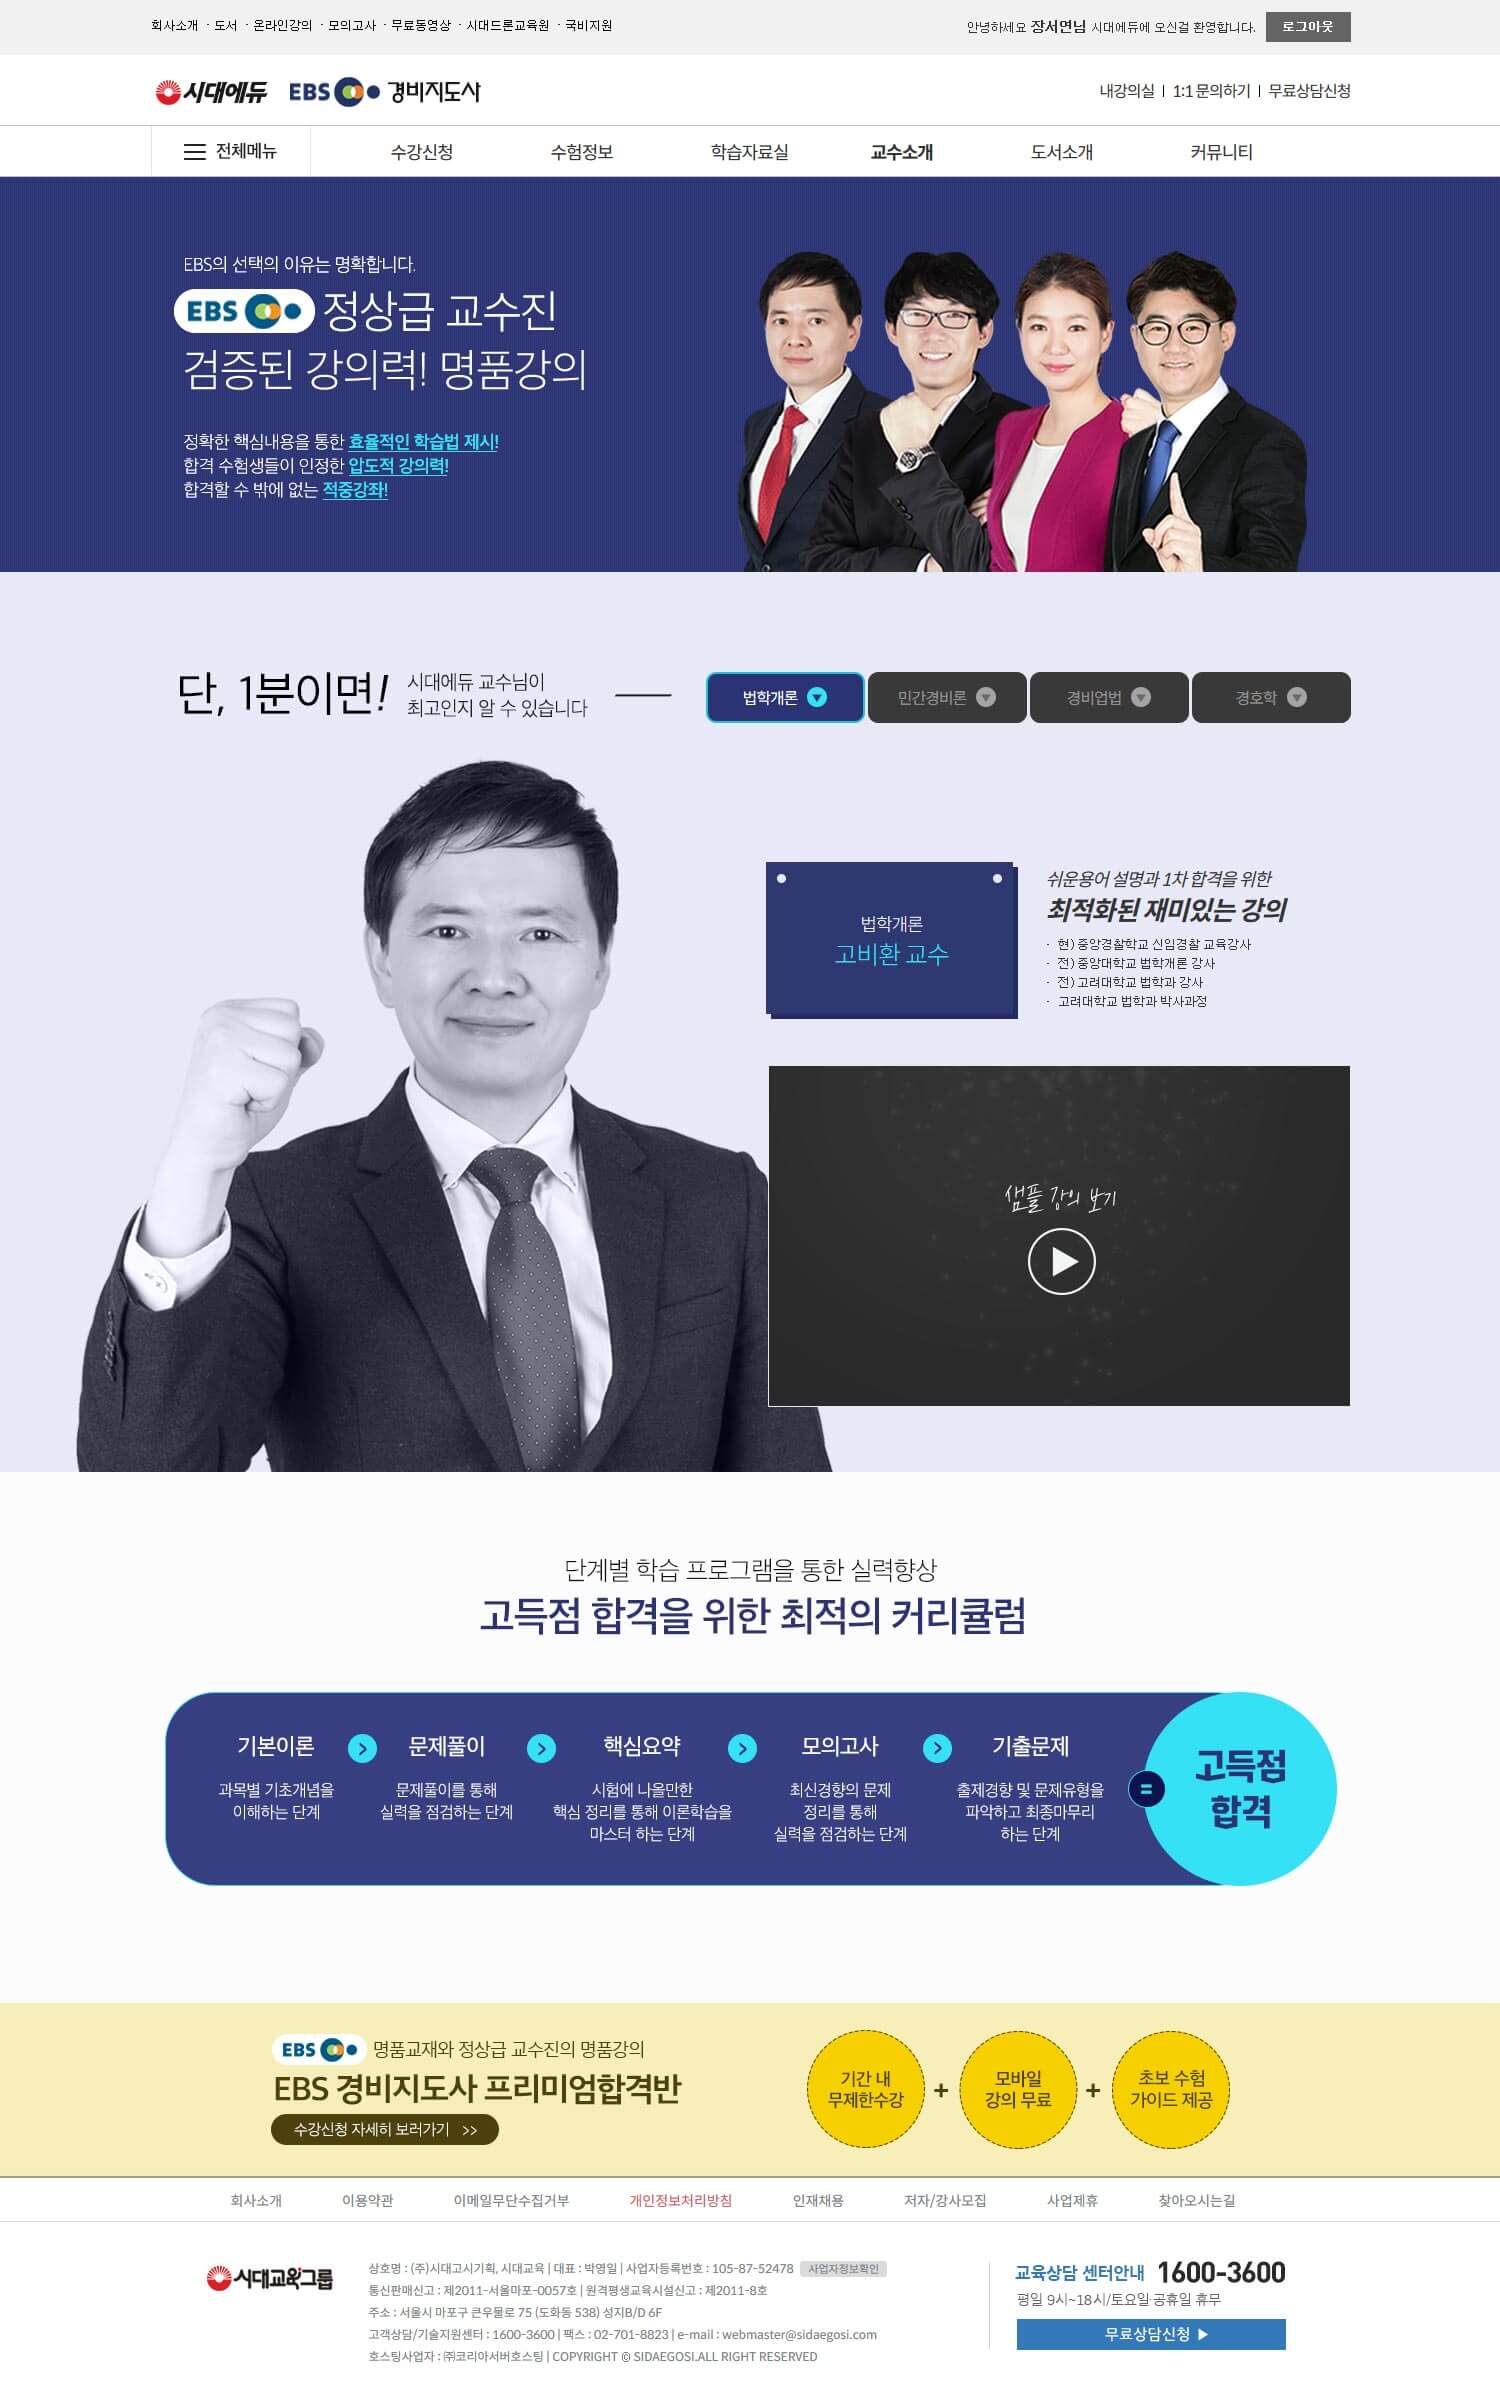 회사소개 · 도서 · 온라인강의 · 모의고사 · 무료동영상 · 시대드론교육원 · 국비지원
안녕하세요 장서연님 시대에듀에 오신걸 환영합니다. 로그아웃
시대에듀 EBS 경비지도사
내강의실 | 1:1 문의하기 | 무료상담신청
전체메뉴 수강신청 수험정보 학습자료실 교수소개 도서소개 커뮤니티
EBS의 선택의 이유는 명확합니다.
EBS 정상급 교수진
검증된 강의력! 명품강의
정확한 핵심내용을 통한 효율적인 학습법 제시!
합격 수험생들이 인정한 압도적 강의력!
합격할 수 밖에 없는 적중강좌!
단, 1분이면!
시대에듀 교수님이
최고인지 알 수 있습니다
법학개론 민간경비론 경비업법 경호학
법학개론
고비환 교수
쉬운용어 설명과 1차 합격을 위한
최적화된 재미있는 강의
· 현) 중앙경찰학교 신임경찰 교육강사
· 전) 중앙대학교 법학개론 강사
· 전) 고려대학교 법학과 강사
· 고려대학교 법학과 박사과정
샘플 강의 보기
단계별 학습 프로그램을 통한 실력향상
고득점 합격을 위한 최적의 커리큘럼
기본이론
과목별 기초개념을
이해하는 단계
문제풀이
문제풀이를 통해
실력을 점검하는 단계
핵심요약
시험에 나올만한
핵심 정리를 통해 이론학습을
마스터 하는 단계
모의고사
최신경향의 문제
정리를 통해
실력을 점검하는 단계
기출문제
출제경향 및 문제유형을
파악하고 최종마무리
하는 단계
=
고득점
합격
EBS 명품교재와 정상급 교수진의 명품강의
EBS 경비지도사 프리미엄합격반
수강신청 자세히 보러가기 >>
기간 내
무제한수강
+
모바일
강의 무료
+
초보 수험
가이드 제공
회사소개 이용약관 이메일무단수집거부 개인정보처리방침 인재채용 저자/강사모집 사업제휴 찾아오시는길
시대교육그룹
상호명 : (주)시대고시기획, 시대교육 | 대표 : 박영일 | 사업자등록번호 : 105-87-52478 사업자정보확인
통신판매신고 : 제2011-서울마포-0057호 | 원격평생교육시설신고 : 제2011-8호
주소 : 서울시 마포구 큰우물로 75 (도화동 538) 성지B/D 6F
고객상담/기술지원센터 : 1600-3600 | 팩스 : 02-701-8823 | e-mail : webmaster@sidaegosi.com
호스팅사업자 : ㈜코리아서버호스팅 | COPYRIGHT © SIDAEGOSI.ALL RIGHT RESERVED
교육상담 센터안내 1600-3600
평일 9시~18시/토요일·공휴일 휴무
무료상담신청 ▶